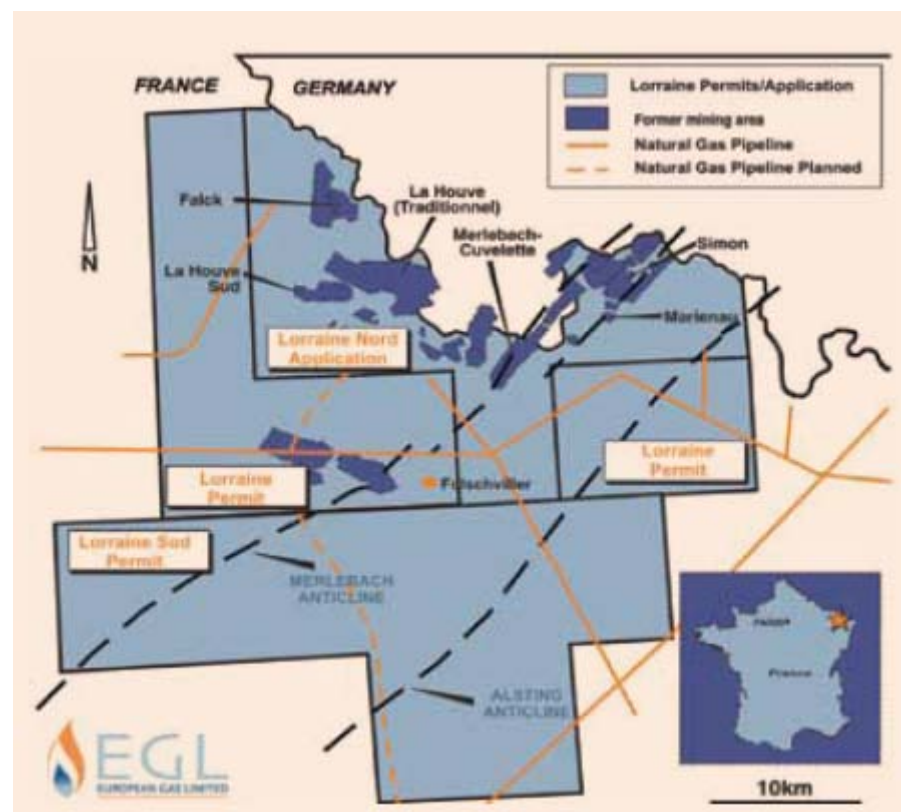 FRANCE
GERMANY
Lorraine Permits/Application
Former mining area
Natural Gas Pipeline
Natural Gas Pipeline Planned
N
Falck
La Houve
(Traditionnel)
Merlebach-
Cuvelette
Simon
La Houve
Sud
Marienau
Lorraine Nord
Application
Lorraine
Permit
Lorraine
Permit
Folschviller
Lorraine Sud
Permit
MERLEBACH
ANTICLINE
ALSTING
ANTICLINE
PARIS
France
EGL
EUROPEAN GAS LIMITED
10km